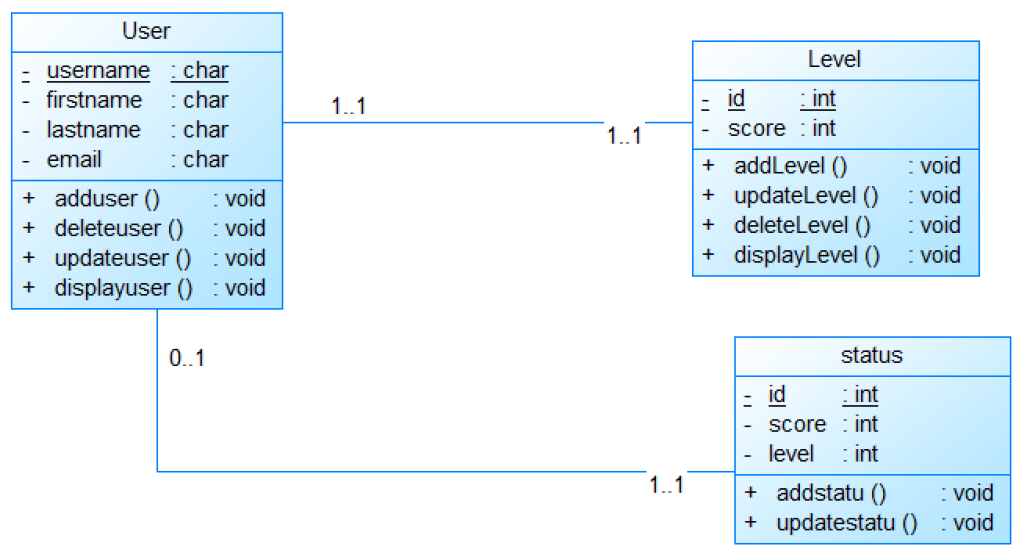 User
- username : char
- firstname : char
- lastname : char
- email : char
+ adduser () : void
+ deleteuser () : void
+ updateuser () : void
+ displayuser () : void
1..1
1..1
Level
- id : int
- score : int
+ addLevel () : void
+ updateLevel () : void
+ deleteLevel () : void
+ displayLevel () : void
0..1
1..1
status
- id : int
- score : int
- level : int
+ addstatu () : void
+ updatestatu () : void